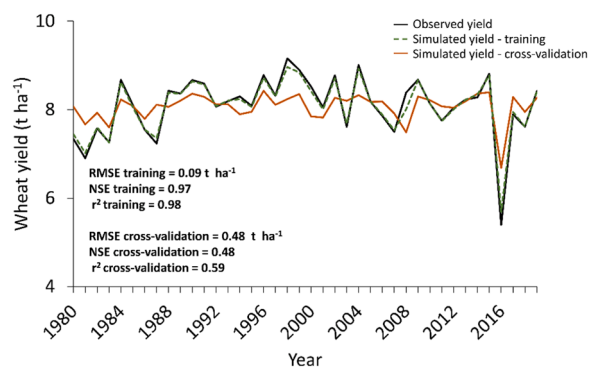 Observed yield
Simulated yield - training
Simulated yield - cross-validation
10
8
6
4
Wheat yield (t ha⁻¹)
RMSE training = 0.09 t ha⁻¹
NSE training = 0.97
r² training = 0.98
RMSE cross-validation = 0.48 t ha⁻¹
NSE cross-validation = 0.48
r² cross-validation = 0.59
1980
1984
1988
1992
1996
2000
2004
2008
2012
2016
Year